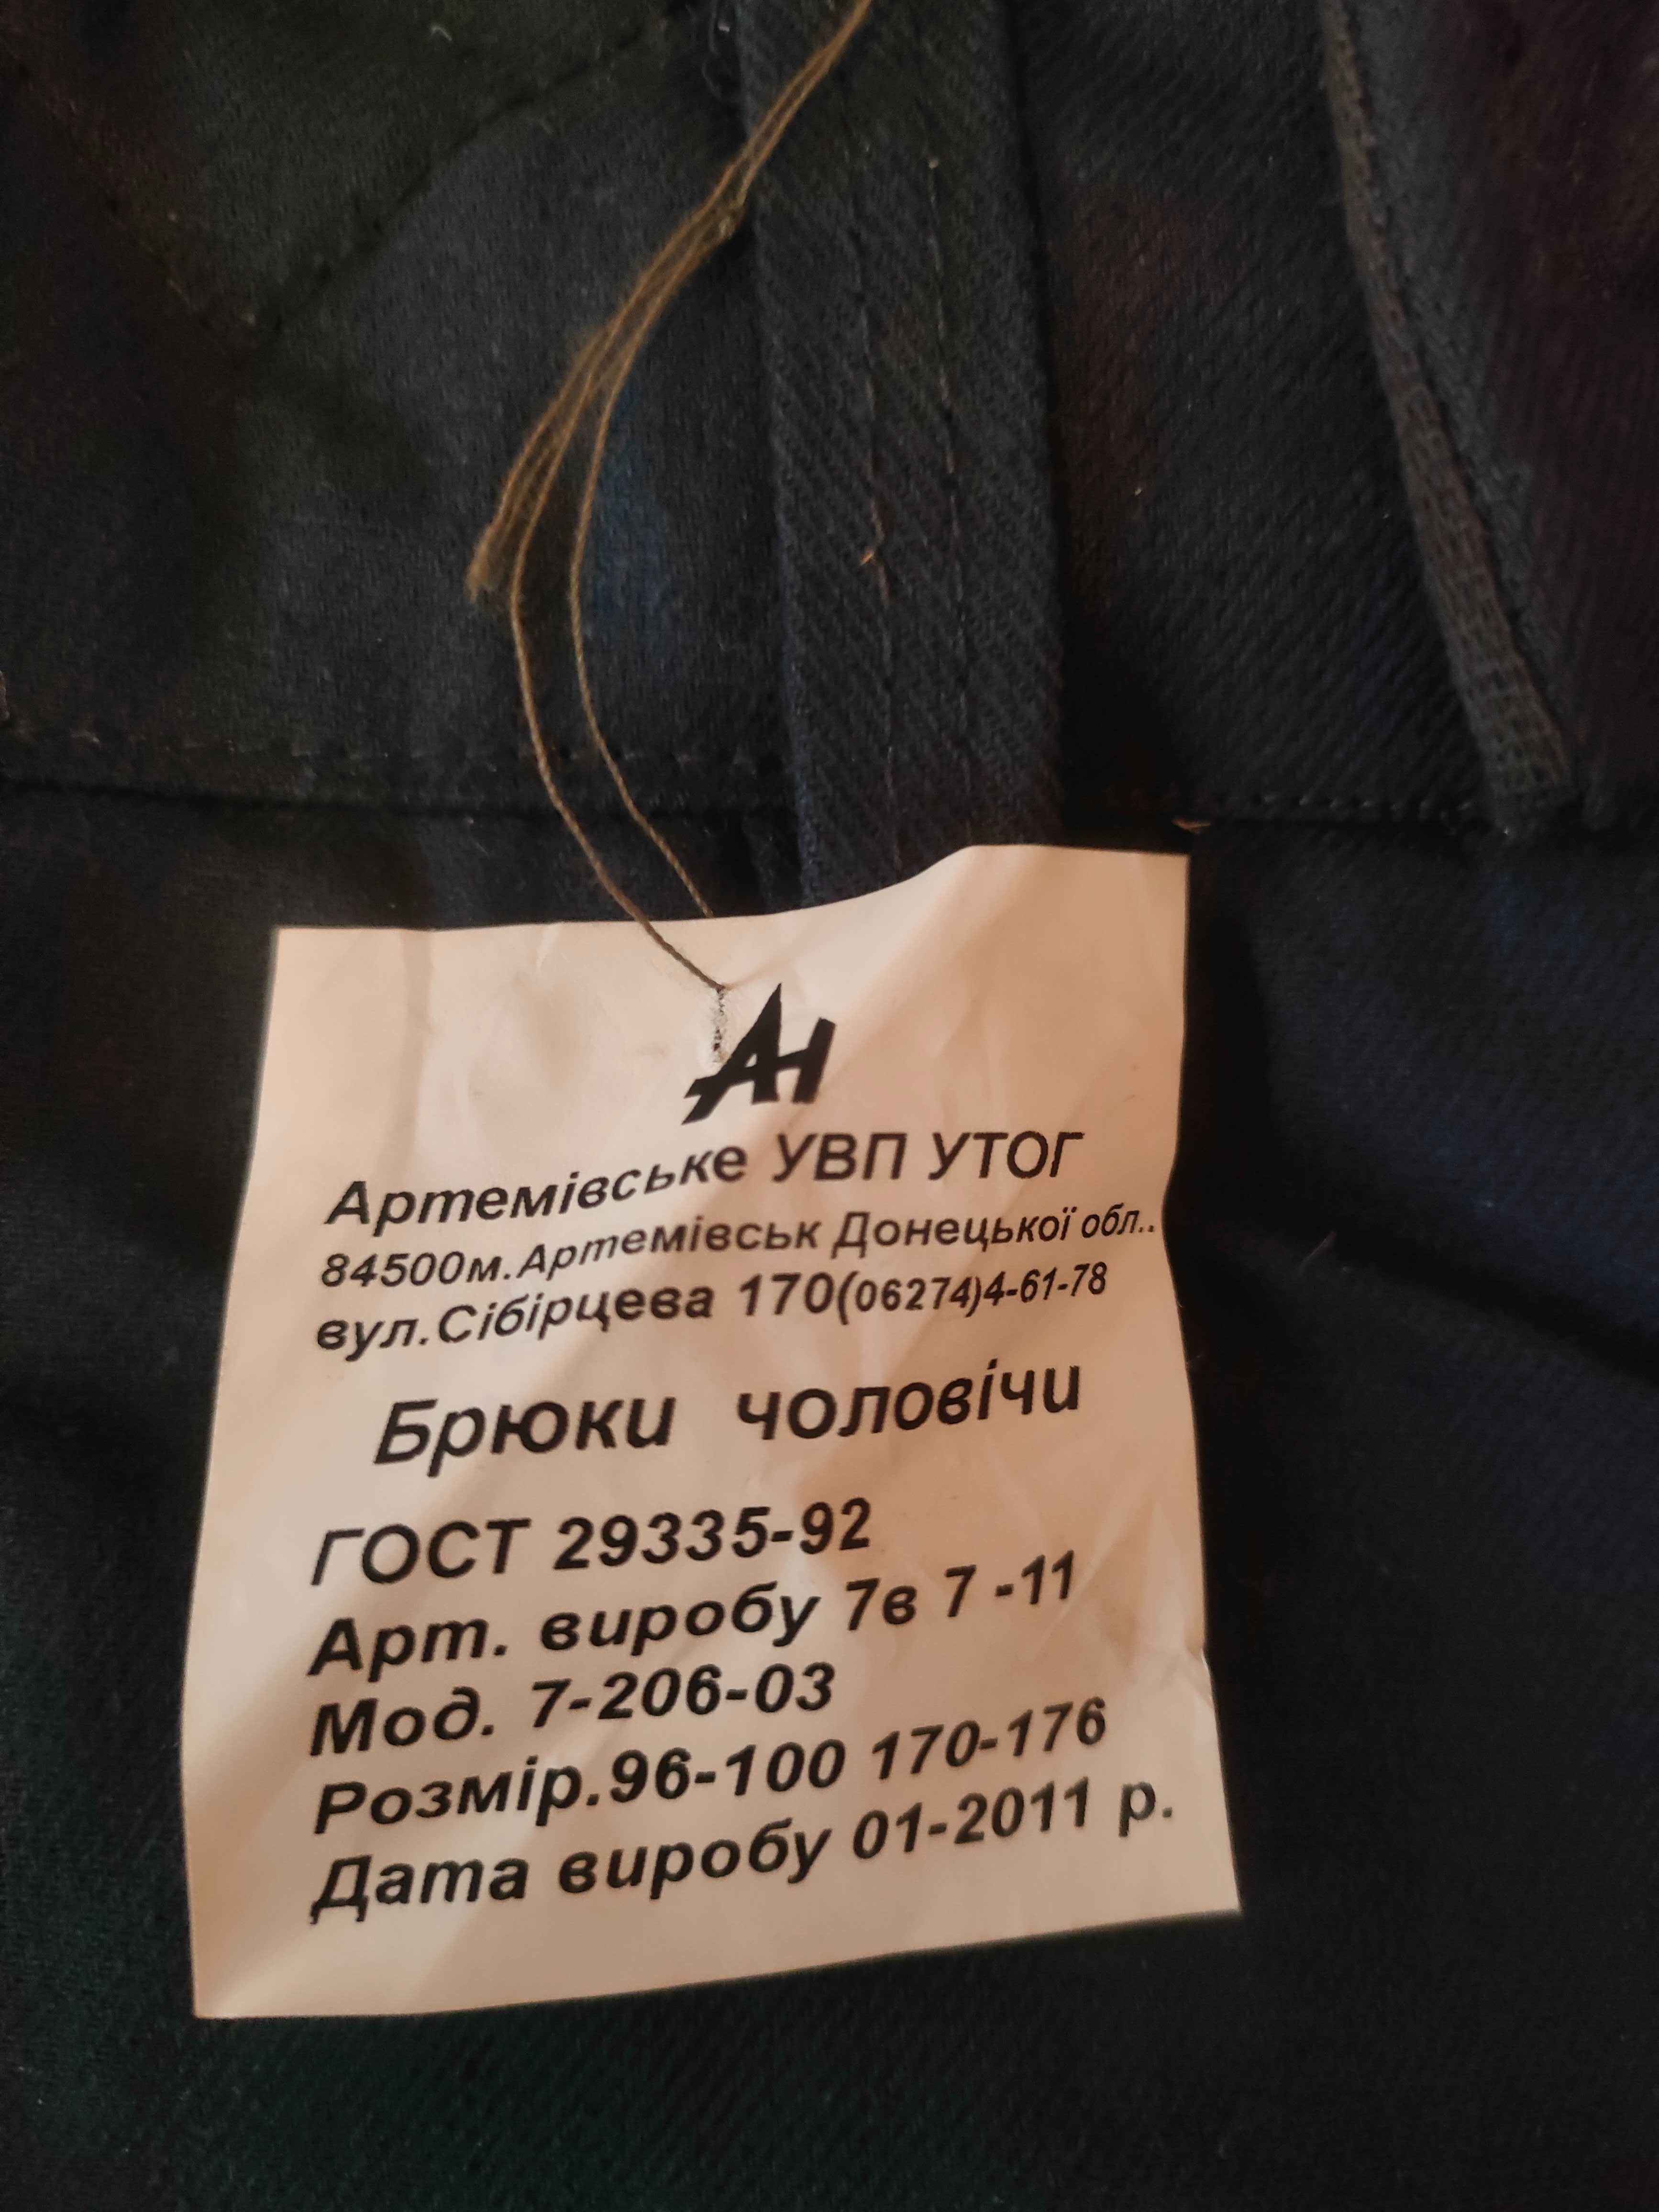 АН
Артемівське УВП УТОГ
84500м.Артемівськ Донецької обл..
вул.Сібірцева 170(06274)4-61-78
Брюки чоловічи
ГОСТ 29335-92
Арт. виробу 7в 7 -11
Мод. 7-206-03
Розмір.96-100 170-176
Дата виробу 01-2011 р.